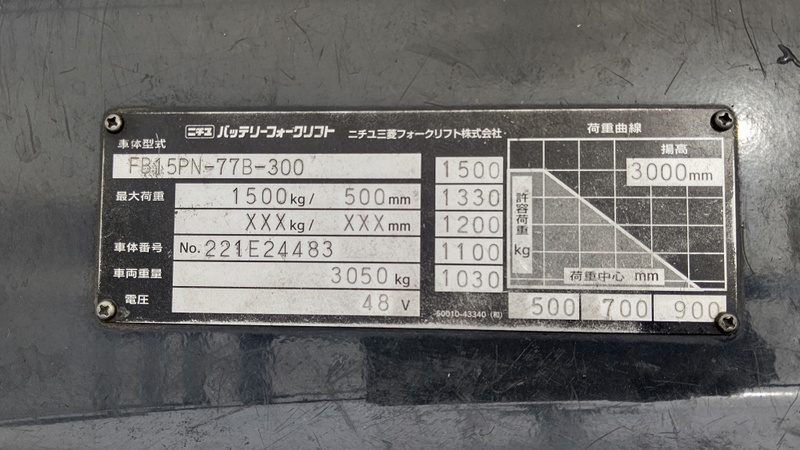 ニチユ バッテリーフォークリフト ニチユ三菱フォークリフト株式会社
車体型式 FB15PN-77B-300
最大荷重 1500kg/ 500mm
XXXkg/ XXXmm
車体番号 No.221E24483
車両重量 3050kg
電圧 48V
1500
1330
1200
1100
1030
荷重曲線
揚高
3000mm
許容荷重 kg
荷重中心 mm
500 700 900
50010-43340 (和)